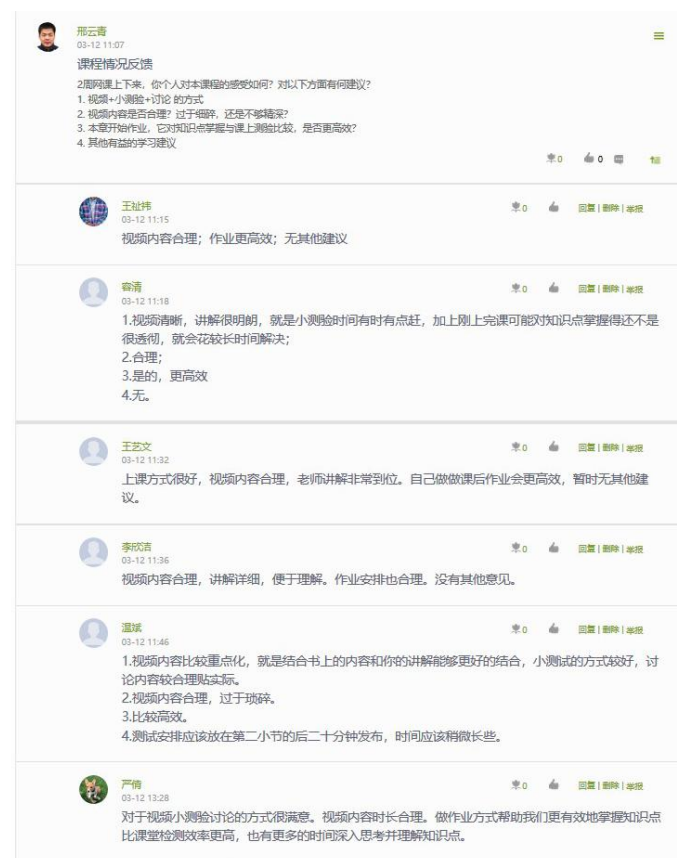 邢云青
03-12 11:07
课程情况反馈
2周网课上下来，你个人对本课程的感受如何？对以下方面有何建议？
1. 视频+小测验+讨论 的方式
2. 视频内容是否合理？过于细碎，还是不够精深？
3. 本章开始作业，它对知识点掌握与课上测验比较，是否更高效？
4. 其他有益的学习建议
0 0
王祉祎
03-12 11:15
0 回复 | 删除 | 举报
视频内容合理；作业更高效；无其他建议
容清
03-12 11:18
0 回复 | 删除 | 举报
1.视频清晰，讲解很明朗，就是小测验时间有时有点赶，加上刚上完课可能对知识点掌握得还不是
很透彻，就会花较长时间解决；
2.合理；
3.是的，更高效
4.无。
王艺文
03-12 11:32
0 回复 | 删除 | 举报
上课方式很好，视频内容合理，老师讲解非常到位。自己做做课后作业会更高效，暂时无其他建
议。
李欣洁
03-12 11:36
0 回复 | 删除 | 举报
视频内容合理，讲解详细，便于理解。作业安排也合理。没有其他意见。
温斌
03-12 11:46
0 回复 | 删除 | 举报
1.视频内容比较重点化，就是结合书上的内容和你的讲解能够更好的结合，小测试的方式较好，讨
论内容较合理贴实际。
2.视频内容合理，过于琐碎。
3.比较高效。
4.测试安排应该放在第二小节的后二十分钟发布，时间应该稍微长些。
严倩
03-12 13:28
0 回复 | 删除 | 举报
对于视频小测验讨论的方式很满意。视频内容时长合理。做作业方式帮助我们更有效地掌握知识点
比课堂检测效率更高，也有更多的时间深入思考并理解知识点。